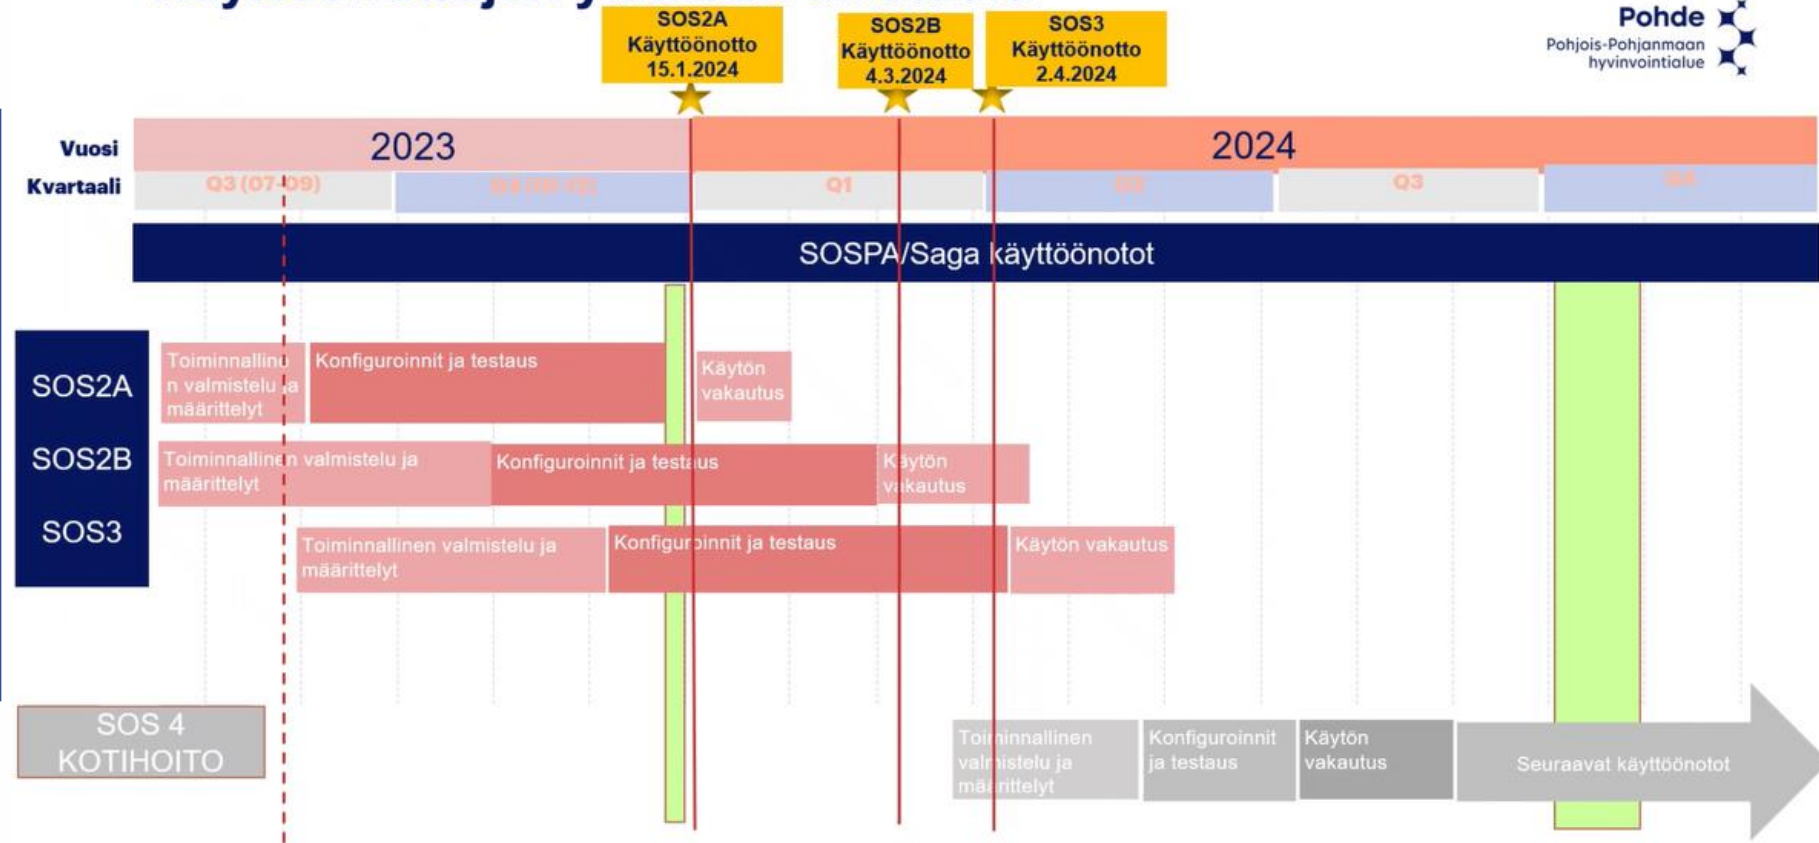 SOS2A
Käyttöönotto
15.1.2024
SOS2B
Käyttöönotto
4.3.2024
SOS3
Käyttöönotto
2.4.2024
Pohde
Pohjois-Pohjanmaan
hyvinvointialue
Vuosi
2023
2024
Kvartaali
Q3 (07-09)
Q1
Q3
SOSPA/Saga käyttöönotot
SOS2A
Toiminnalline
n valmistelu ja
määrittelyt
Konfiguroinnit ja testaus
Käytön
vakautus
SOS2B
Toiminnallinen valmistelu ja
määrittelyt
Konfiguroinnit ja testaus
Käytön
vakautus
SOS3
Toiminnallinen valmistelu ja
määrittelyt
Konfiguroinnit ja testaus
Käytön vakautus
SOS 4
KOTIHOITO
Toiminnallinen
valmistelu ja
määrittelyt
Konfiguroinnit
ja testaus
Käytön
vakautus
Seuraavat käyttöönotot